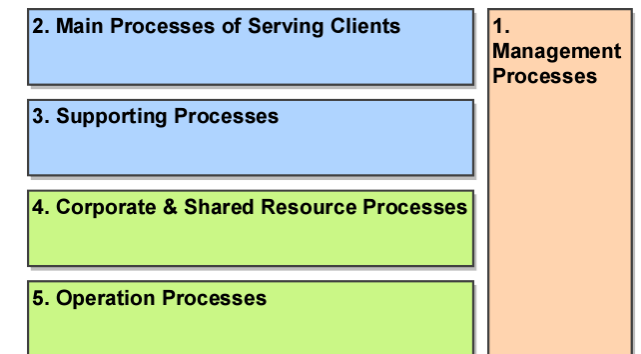 2. Main Processes of Serving Clients
1.
Management
Processes
3. Supporting Processes
4. Corporate & Shared Resource Processes
5. Operation Processes